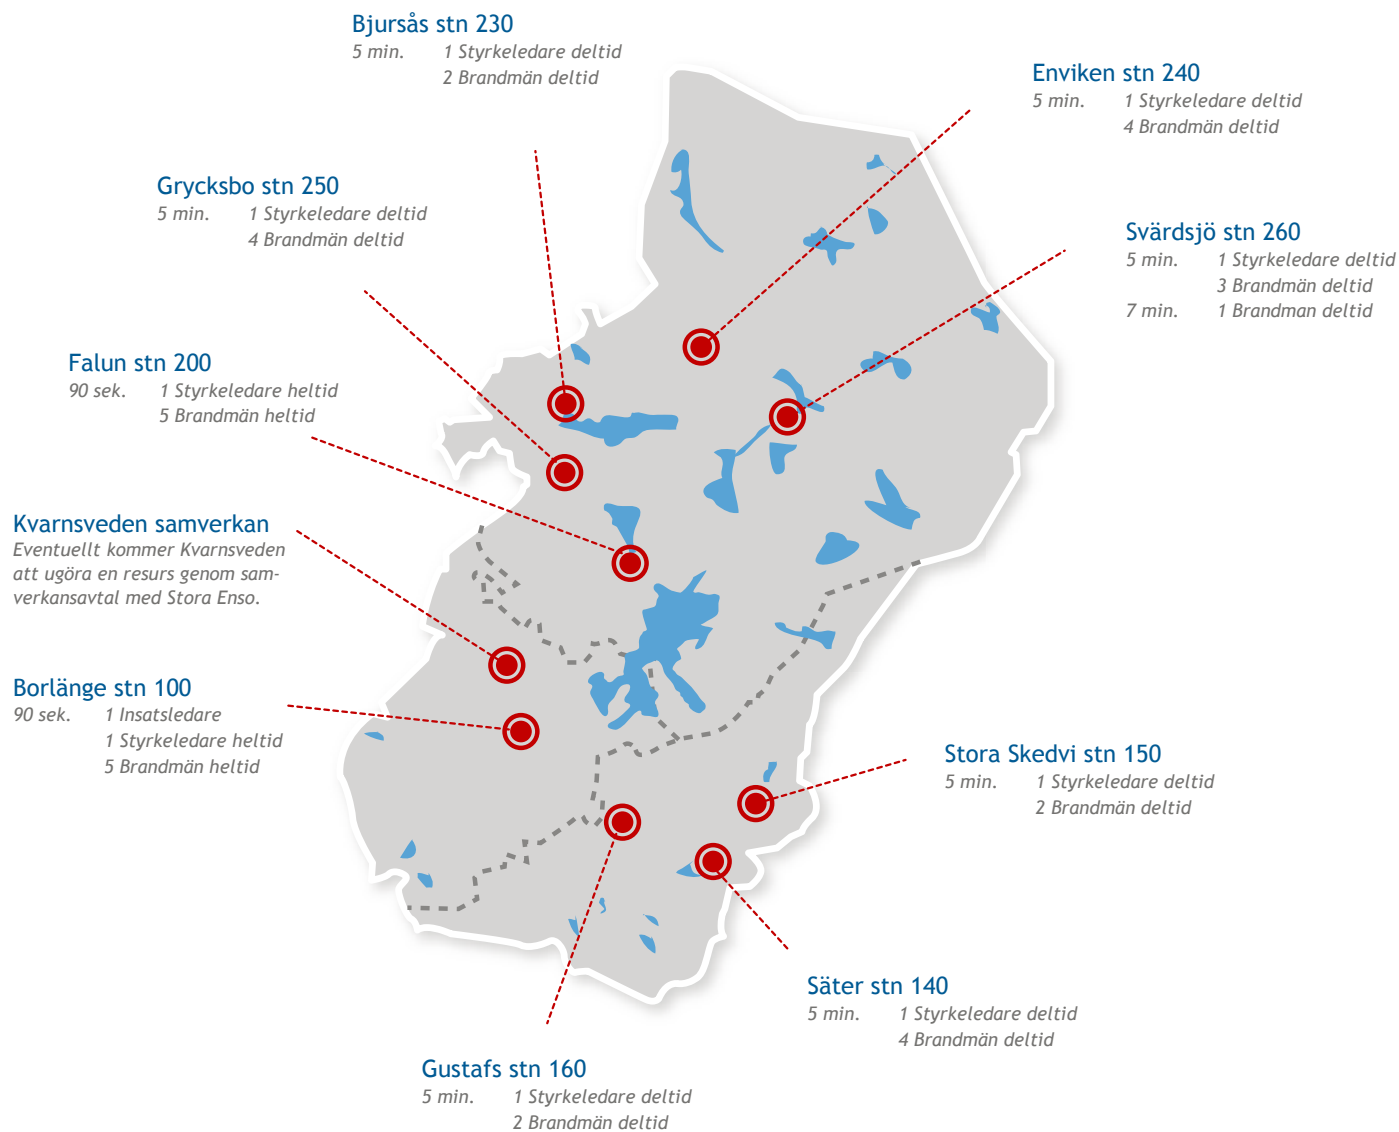 Bjursås stn 230
5 min. 1 Styrkeledare deltid
2 Brandmän deltid
Enviken stn 240
5 min. 1 Styrkeledare deltid
4 Brandmän deltid
Grycksbo stn 250
5 min. 1 Styrkeledare deltid
4 Brandmän deltid
Svärdsjö stn 260
5 min. 1 Styrkeledare deltid
3 Brandmän deltid
7 min. 1 Brandman deltid
Falun stn 200
90 sek. 1 Styrkeledare heltid
5 Brandmän heltid
Kvarnsveden samverkan
Eventuellt kommer Kvarnsveden
att ugöra en resurs genom sam-
verkansavtal med Stora Enso.
Borlänge stn 100
90 sek. 1 Insatsledare
1 Styrkeledare heltid
5 Brandmän heltid
Stora Skedvi stn 150
5 min. 1 Styrkeledare deltid
2 Brandmän deltid
Säter stn 140
5 min. 1 Styrkeledare deltid
4 Brandmän deltid
Gustafs stn 160
5 min. 1 Styrkeledare deltid
2 Brandmän deltid